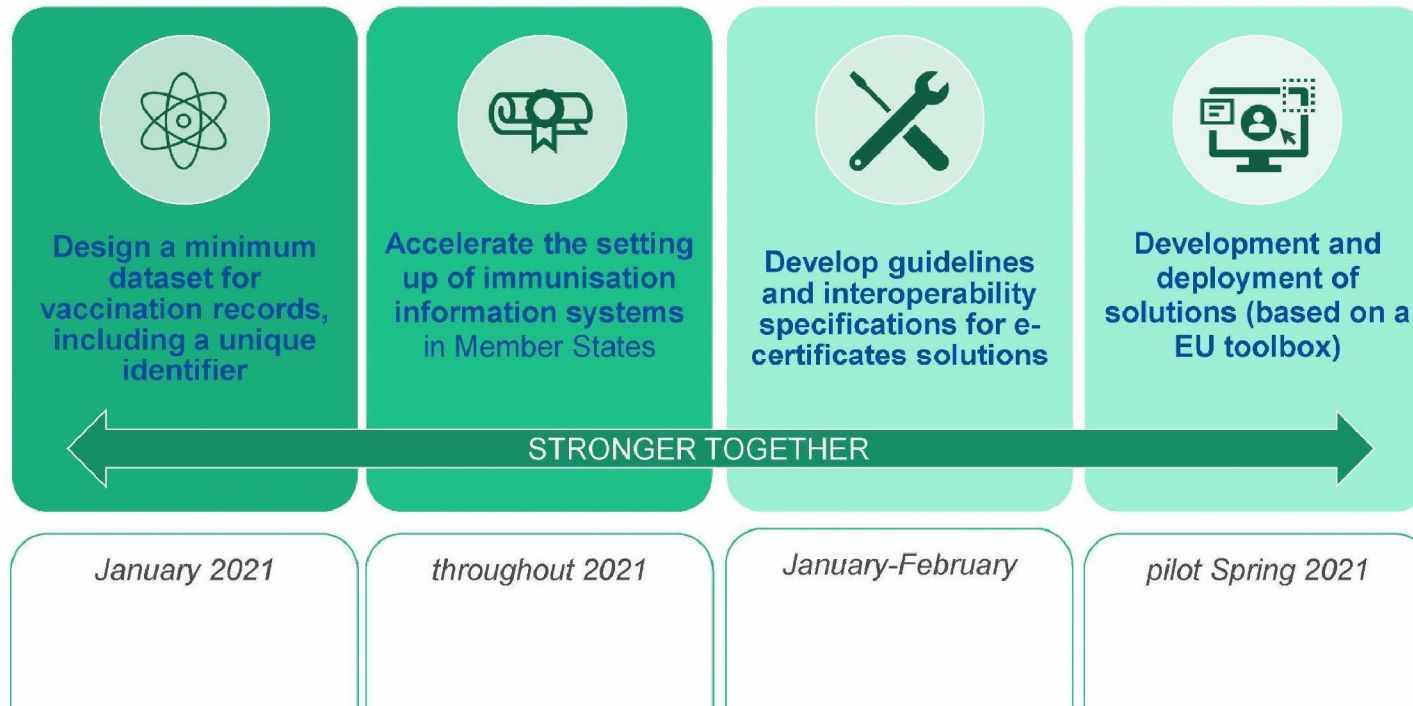 Design a minimum
dataset for
vaccination records,
including a unique
identifier
Accelerate the setting
up of immunisation
information systems
in Member States
Develop guidelines
and interoperability
specifications for e-
certificates solutions
Development and
deployment of
solutions (based on a
EU toolbox)
STRONGER TOGETHER
January 2021
throughout 2021
January-February
pilot Spring 2021